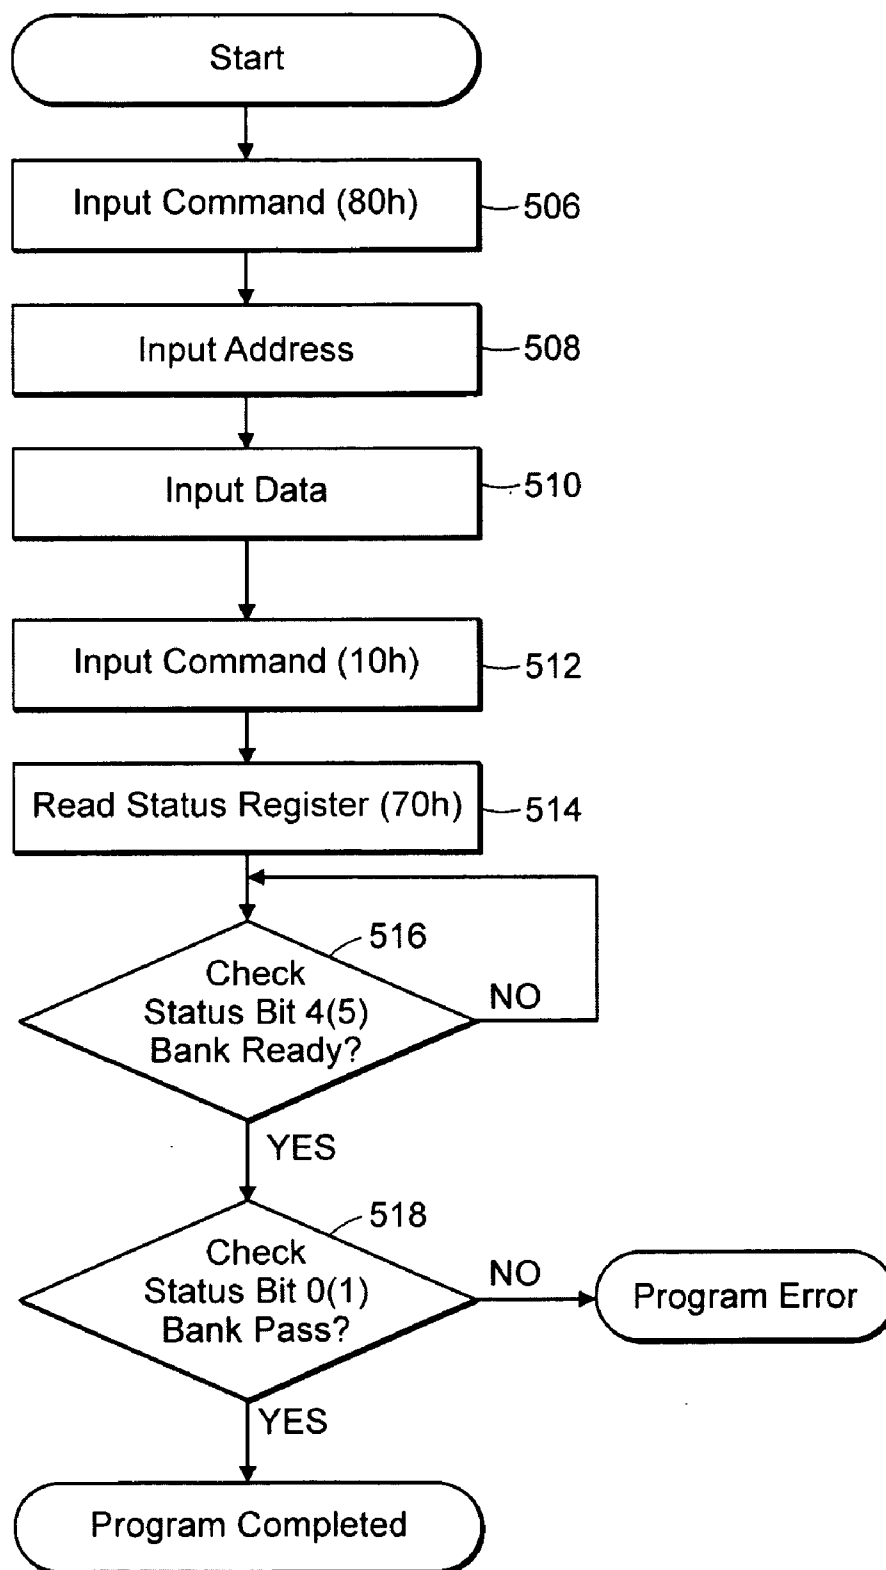 Start
Input Command (80h)
506
Input Address
508
Input Data
510
Input Command (10h)
512
Read Status Register (70h)
514
516
Check
Status Bit 4(5)
Bank Ready?
NO
YES
518
Check
Status Bit 0(1)
Bank Pass?
NO
Program Error
YES
Program Completed